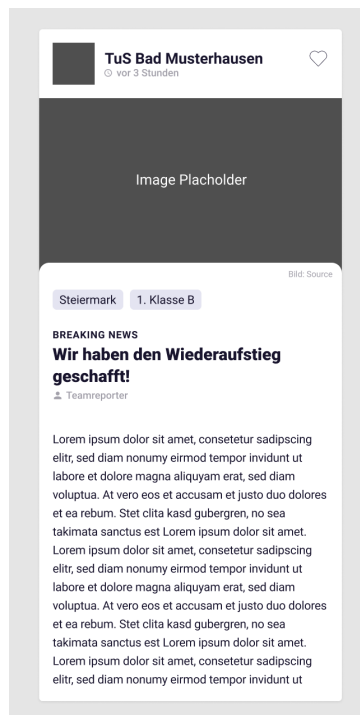 TuS Bad Musterhausen
vor 3 Stunden
Image Placholder
Bild: Source
Steiermark
1. Klasse B
BREAKING NEWS
Wir haben den Wiederaufstieg
geschafft!
Teamreporter
Lorem ipsum dolor sit amet, consetetur sadipscing
elitr, sed diam nonumy eirmod tempor invidunt ut
labore et dolore magna aliquyam erat, sed diam
voluptua. At vero eos et accusam et justo duo dolores
et ea rebum. Stet clita kasd gubergren, no sea
takimata sanctus est Lorem ipsum dolor sit amet.
Lorem ipsum dolor sit amet, consetetur sadipscing
elitr, sed diam nonumy eirmod tempor invidunt ut
labore et dolore magna aliquyam erat, sed diam
voluptua. At vero eos et accusam et justo duo dolores
et ea rebum. Stet clita kasd gubergren, no sea
takimata sanctus est Lorem ipsum dolor sit amet.
Lorem ipsum dolor sit amet, consetetur sadipscing
elitr, sed diam nonumy eirmod tempor invidunt ut